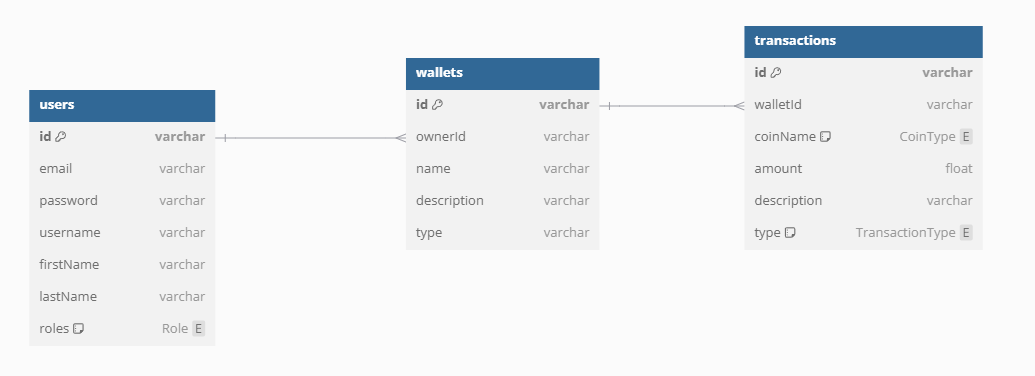 users
id varchar
email varchar
password varchar
username varchar
firstName varchar
lastName varchar
roles Role E
wallets
id varchar
ownerId varchar
name varchar
description varchar
type varchar
transactions
id varchar
walletId varchar
coinName CoinType E
amount float
description varchar
type TransactionType E